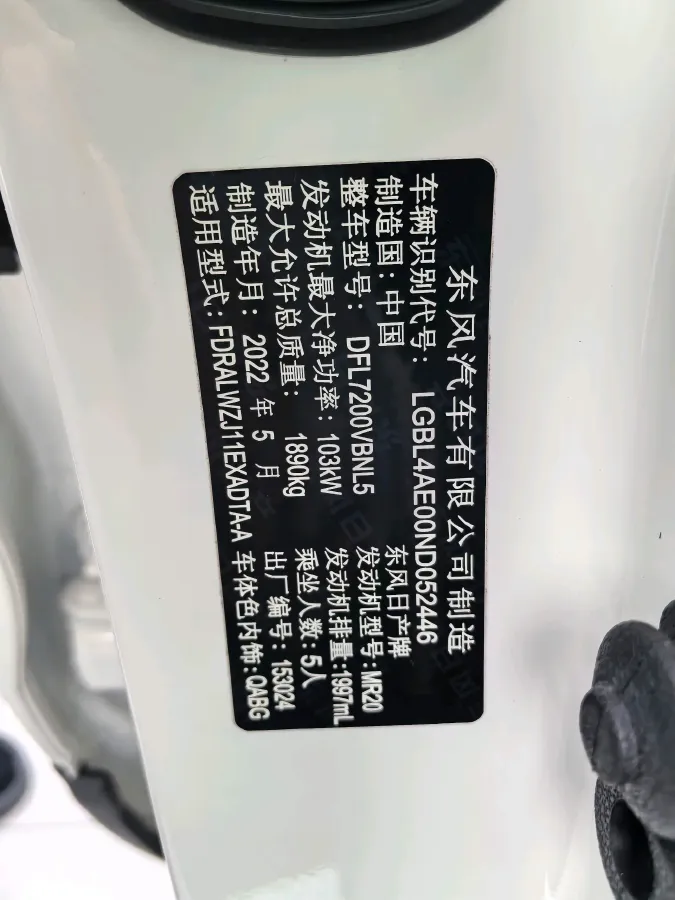 东风汽车有限公司制造
车辆识别代号: LGBL4AE00ND052446
制造国: 中国 东风日产牌
整车型号: DFL7200VBNL5 发动机型号:MR20
发动机最大净功率: 103kW 发动机排量:1997mL
最大允许总质量: 1890kg 乘坐人数:5人
制造年月: 2022 年 5 月 出厂编号: 153024
适用型式: FDRALWZJ11EXADTA-A 车体色内饰:QABG